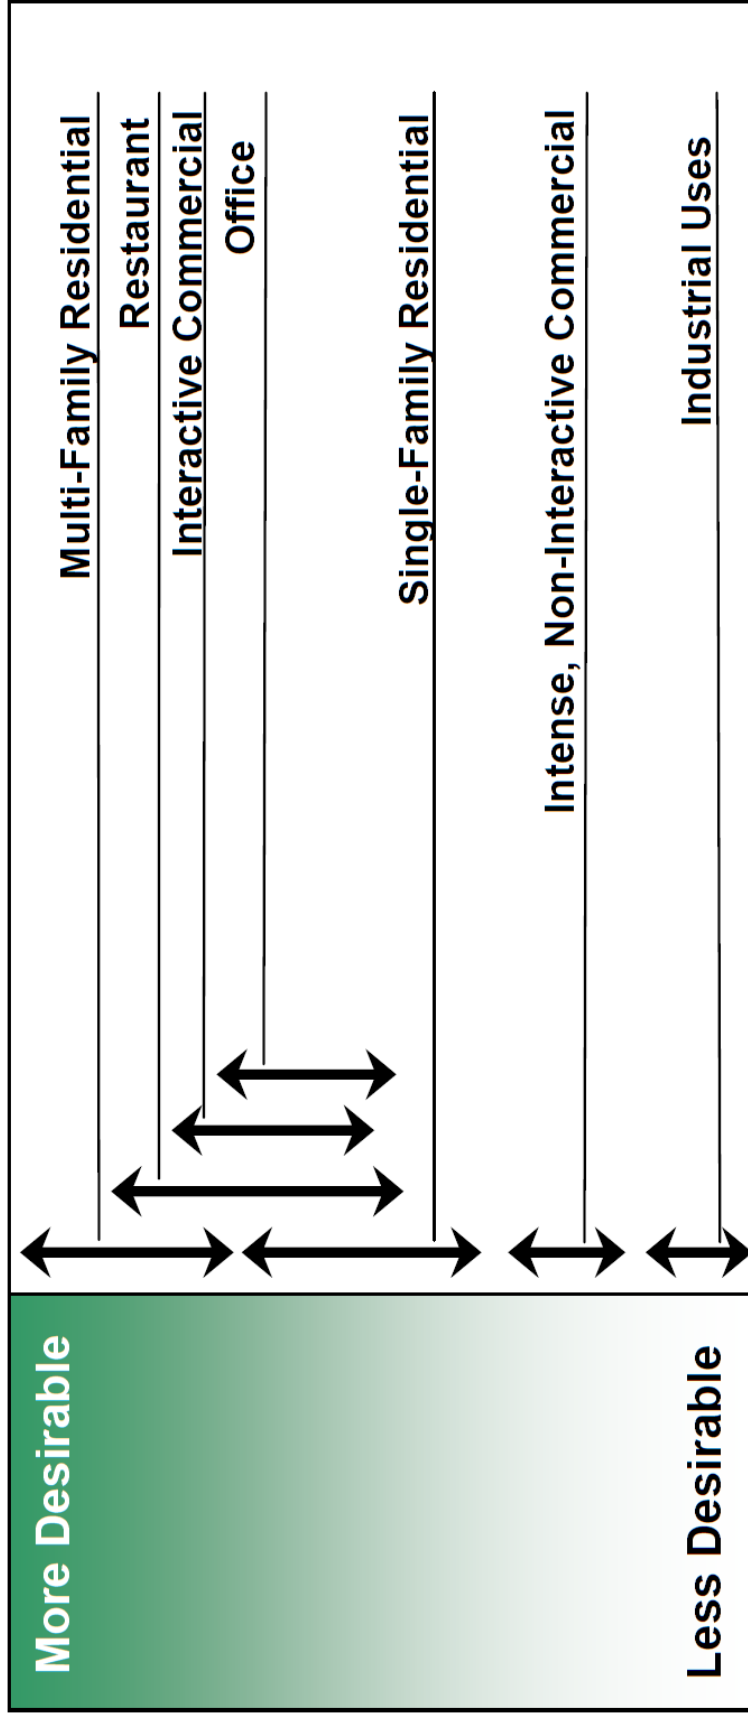 More Desirable
Less Desirable
Multi-Family Residential
Restaurant
Interactive Commercial
Office
Single-Family Residential
Intense, Non-Interactive Commercial
Industrial Uses